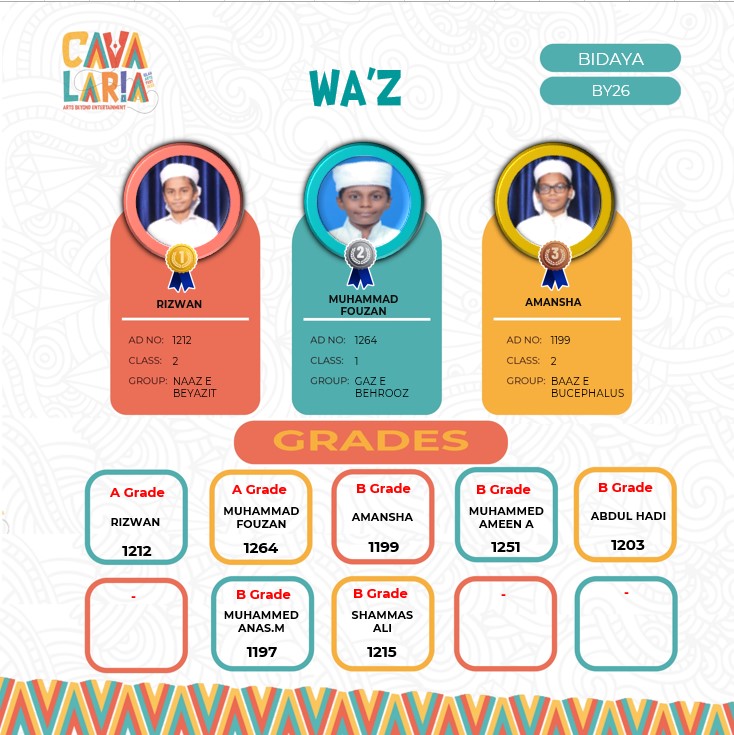 CAVA
LARIA
ARTS BEYOND ENTERTAINMENT
WA'Z
BIDAYA
BY26
1
RIZWAN
AD NO: 1212
CLASS: 2
GROUP: NAAZ E
BEYAZIT
2
MUHAMMAD
FOUZAN
AD NO: 1264
CLASS: 1
GROUP: GAZ E
BEHROOZ
3
AMANSHA
AD NO: 1199
CLASS: 2
GROUP: BAAZ E
BUCEPHALUS
GRADES
A Grade
RIZWAN
1212
A Grade
MUHAMMAD
FOUZAN
1264
B Grade
AMANSHA
1199
B Grade
MUHAMMED
AMEEN A
1251
B Grade
ABDUL HADI
1203
-
B Grade
MUHAMMED
ANAS.M
1197
B Grade
SHAMMAS
ALI
1215
-
-